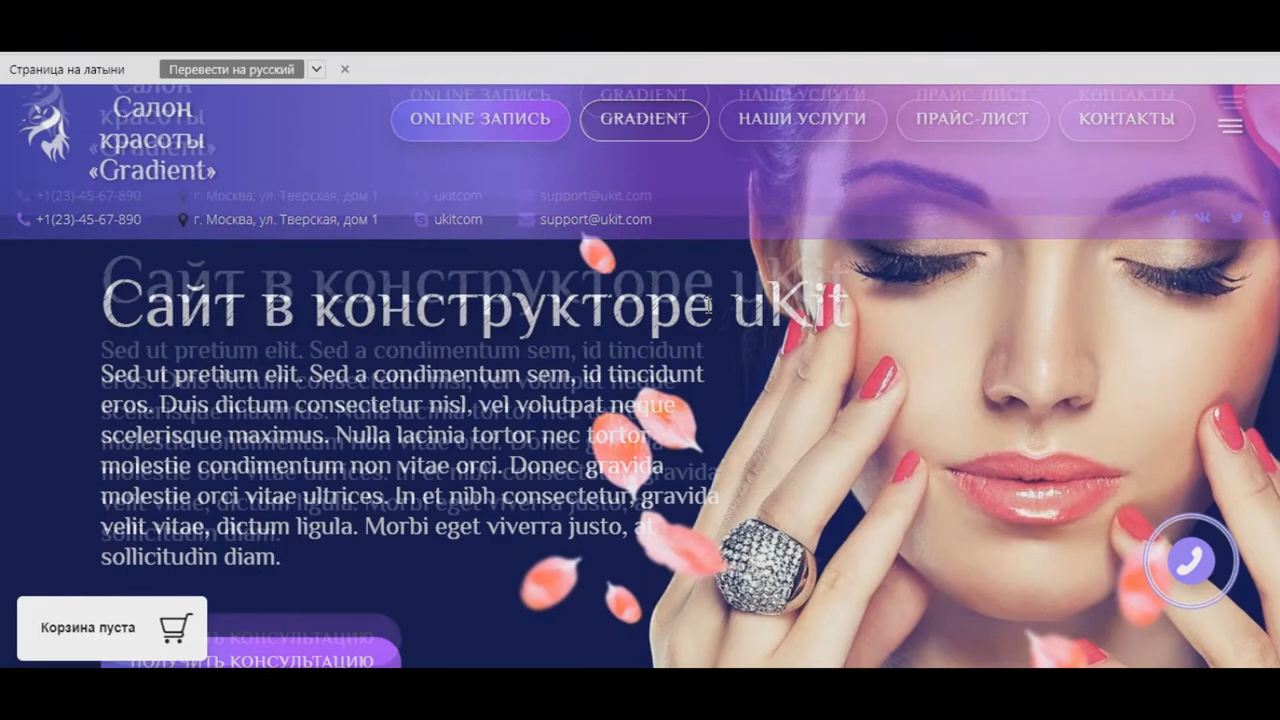 Страница на латыни
Перевести на русский
Салон
красоты
«Gradient»
ONLINE ЗАПИСЬ
GRADIENT
НАШИ УСЛУГИ
ПРАЙС-ЛИСТ
КОНТАКТЫ
+1(23)-45-67-890
г. Москва, ул. Тверская, дом 1
ukitcom
support@ukit.com
Сайт в конструкторе uKit
Sed ut pretium elit. Sed a condimentum sem, id tincidunt
eros. Duis dictum consectetur nisl, vel volutpat neque
scelerisque maximus. Nulla lacinia tortor nec tortor
molestie condimentum non vitae orci. Donec gravida
molestie orci vitae ultrices. In et nibh consectetur, gravida
velit vitae, dictum ligula. Morbi eget viverra justo, at
sollicitudin diam.
Корзина пуста
ПОЛУЧИТЬ КОНСУЛЬТАЦИЮ